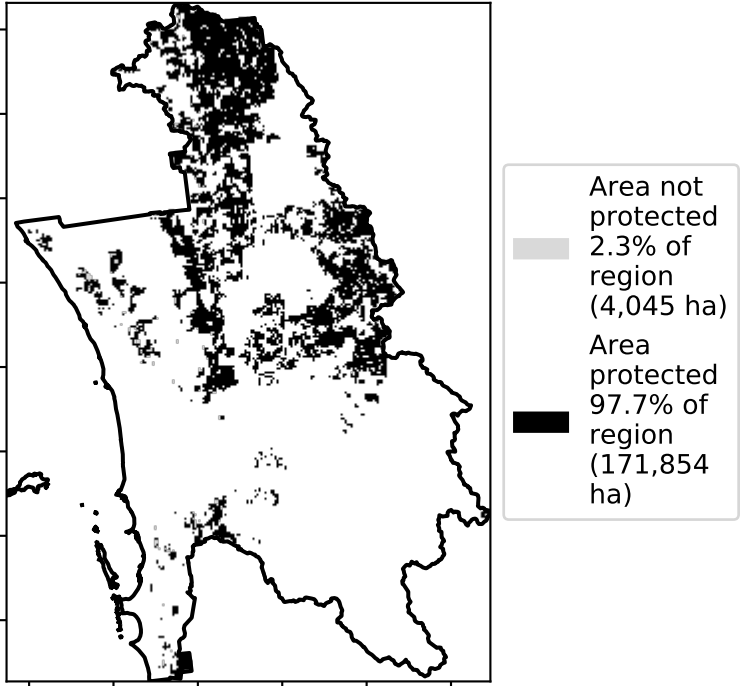 Area not
protected
2.3% of
region
(4,045 ha)
Area
protected
97.7% of
region
(171,854
ha)